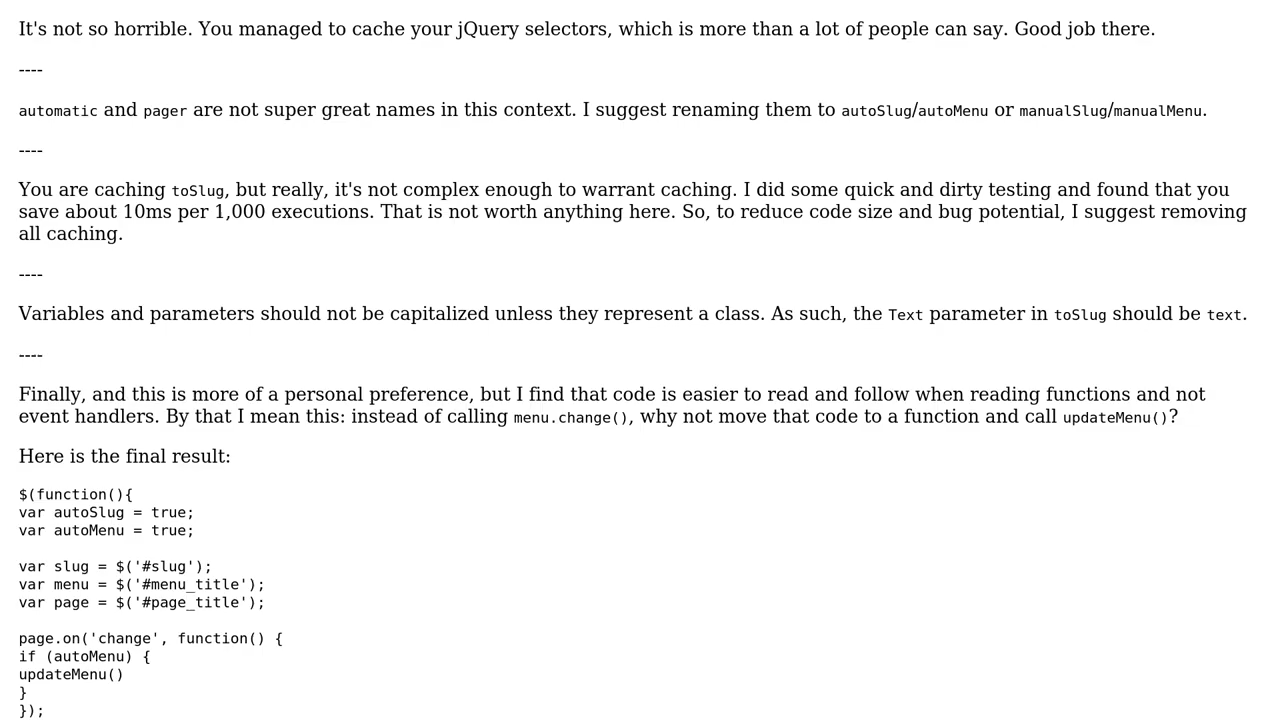 It's not so horrible. You managed to cache your jQuery selectors, which is more than a lot of people can say. Good job there.
----
automatic and pager are not super great names in this context. I suggest renaming them to autoSlug/autoMenu or manualSlug/manualMenu.
----
You are caching toSlug, but really, it's not complex enough to warrant caching. I did some quick and dirty testing and found that you
save about 10ms per 1,000 executions. That is not worth anything here. So, to reduce code size and bug potential, I suggest removing
all caching.
----
Variables and parameters should not be capitalized unless they represent a class. As such, the Text parameter in toSlug should be text.
----
Finally, and this is more of a personal preference, but I find that code is easier to read and follow when reading functions and not
event handlers. By that I mean this: instead of calling menu.change(), why not move that code to a function and call updateMenu()?
Here is the final result:
$(function(){
var autoSlug = true;
var autoMenu = true;
var slug = $('#slug');
var menu = $('#menu_title');
var page = $('#page_title');
page.on('change', function() {
if (autoMenu) {
updateMenu()
}
});